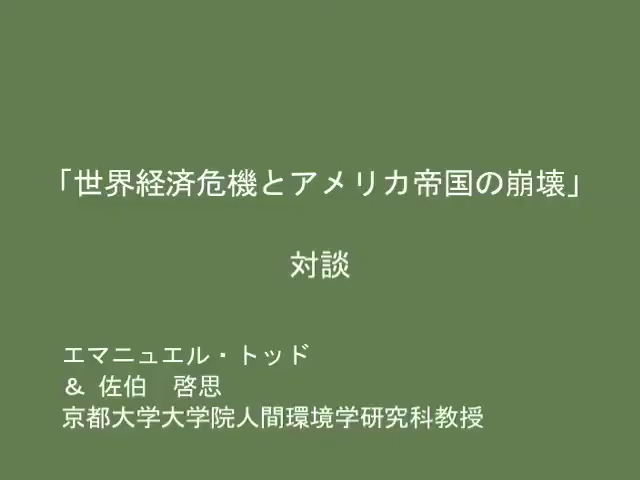 「世界経済危機とアメリカ帝国の崩壊」
対談
エマニュエル・トッド
＆ 佐伯　啓思
京都大学大学院人間環境学研究科教授